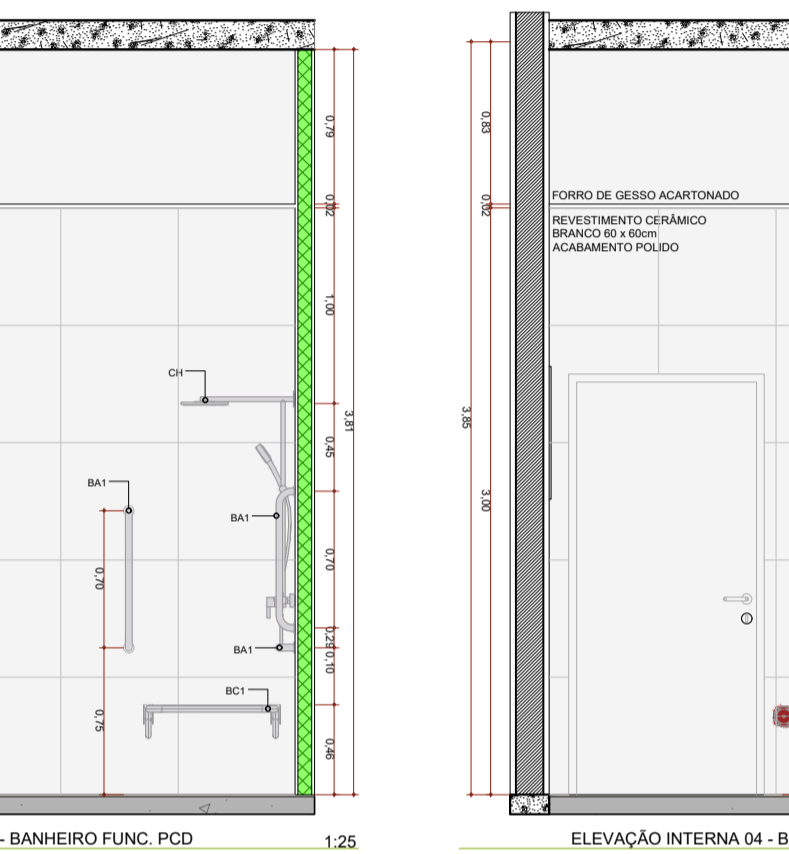 0,79
0,02
1,00
CH
3,81
0,45
BA1
BA1
0,70
0,70
0,29
0,10
BA1
BC1
0,75
0,46
- BANHEIRO FUNC. PCD
1:25
0,83
0,02
FORRO DE GESSO ACARTONADO
REVESTIMENTO CERÂMICO
BRANCO 60 x 60cm
ACABAMENTO POLIDO
3,85
3,00
ELEVAÇÃO INTERNA 04 - B